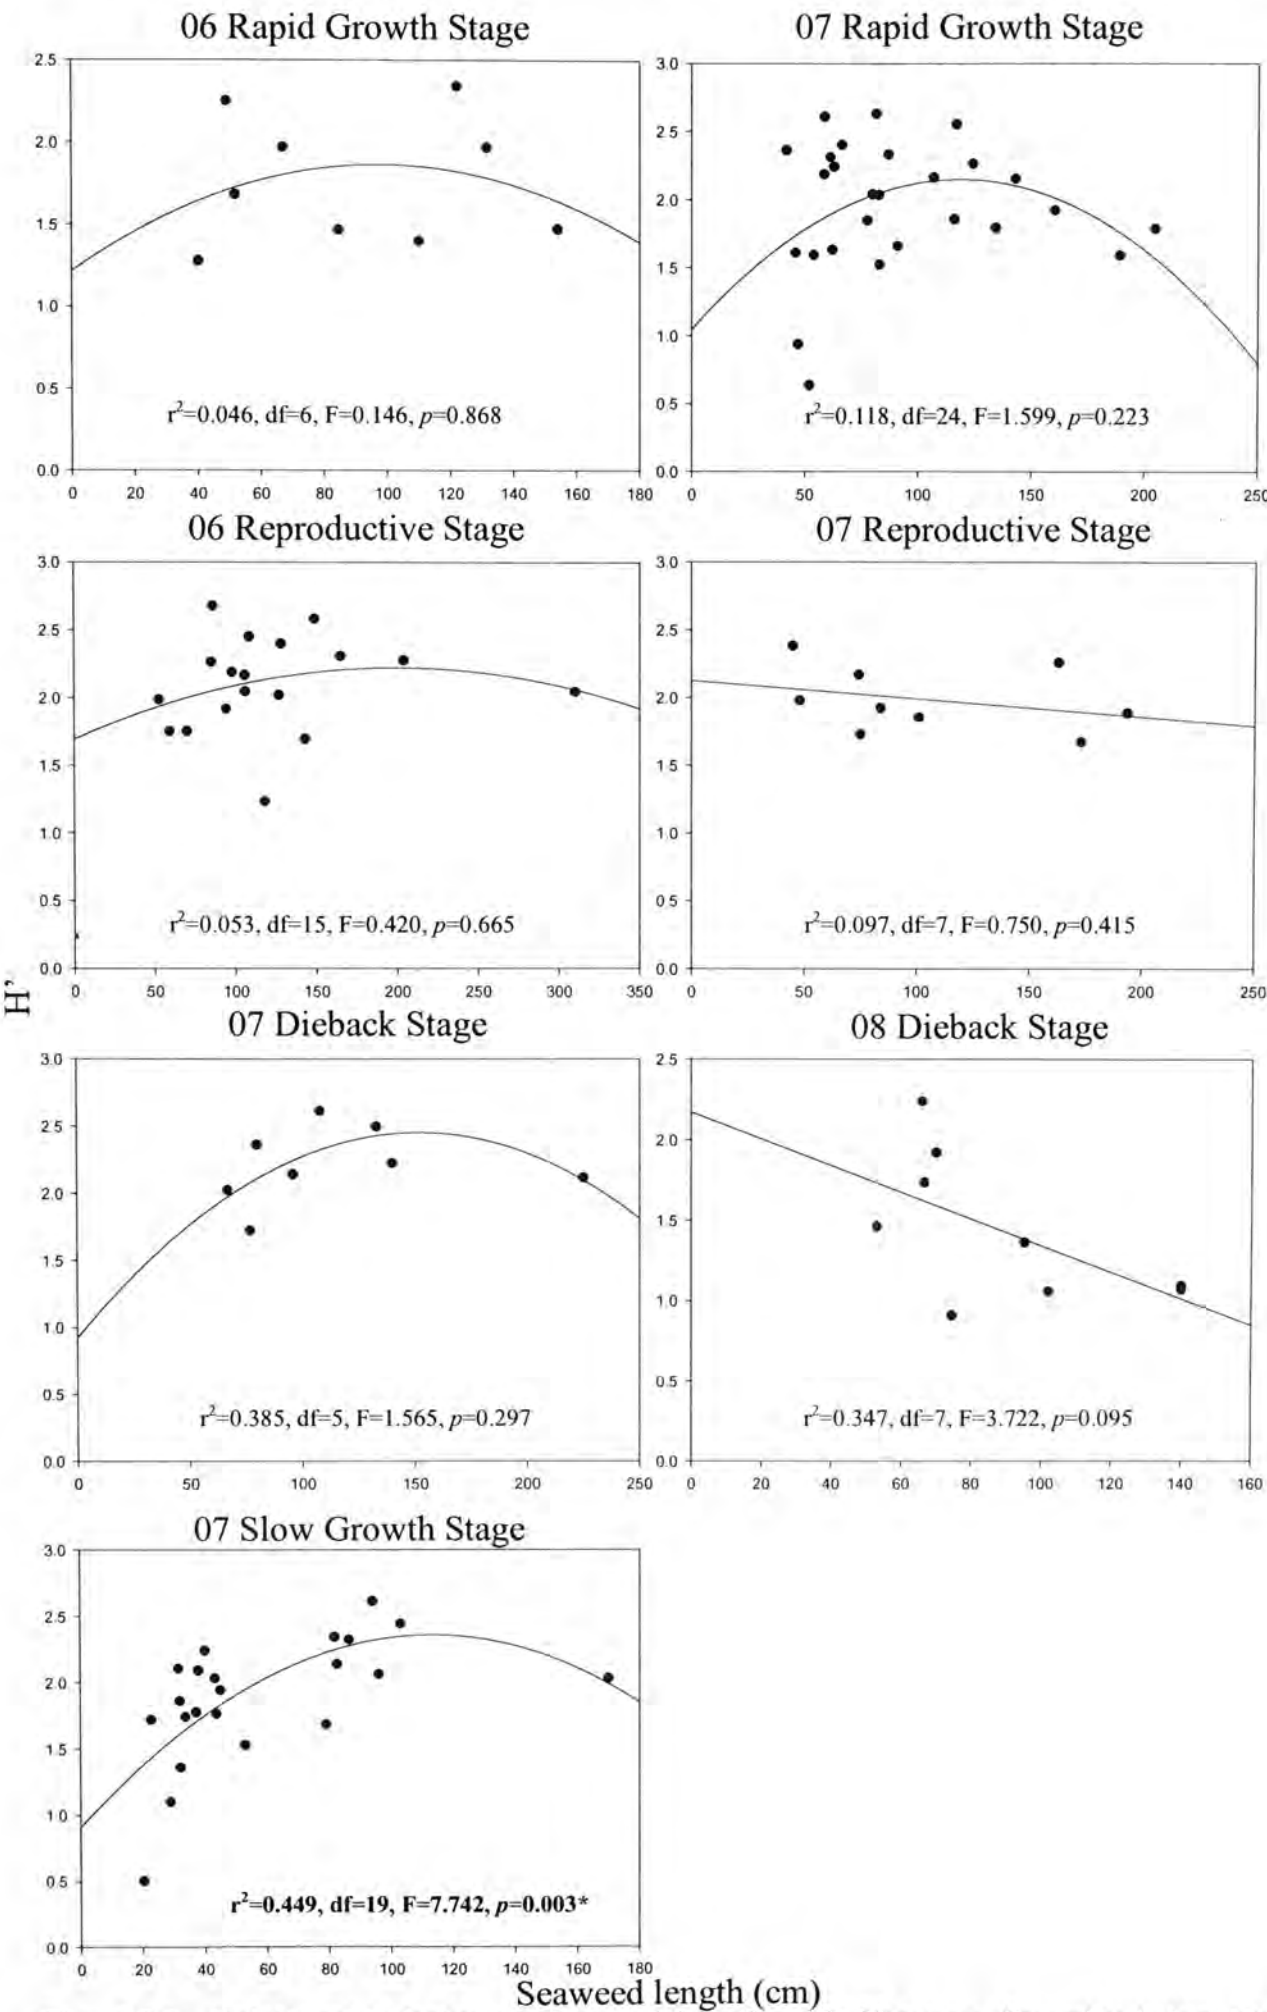 06 Rapid Growth Stage
2.5
2.0
1.5
1.0
0.5
0.0
r²=0.046, df=6, F=0.146, p=0.868
0 20 40 60 80 100 120 140 160 180
07 Rapid Growth Stage
3.0
2.5
2.0
1.5
1.0
0.5
0.0
r²=0.118, df=24, F=1.599, p=0.223
0 50 100 150 200 250
06 Reproductive Stage
3.0
2.5
2.0
1.5
1.0
0.5
0.0
r²=0.053, df=15, F=0.420, p=0.665
0 50 100 150 200 250 300 350
07 Reproductive Stage
3.0
2.5
2.0
1.5
1.0
0.5
0.0
r²=0.097, df=7, F=0.750, p=0.415
0 50 100 150 200 250
H’
07 Dieback Stage
3.0
2.5
2.0
1.5
1.0
0.5
0.0
r²=0.385, df=5, F=1.565, p=0.297
0 50 100 150 200 250
08 Dieback Stage
2.5
2.0
1.5
1.0
0.5
0.0
r²=0.347, df=7, F=3.722, p=0.095
0 20 40 60 80 100 120 140 160
07 Slow Growth Stage
3.0
2.5
2.0
1.5
1.0
0.5
0.0
r²=0.449, df=19, F=7.742, p=0.003*
0 20 40 60 80 100 120 140 160 180
Seaweed length (cm)